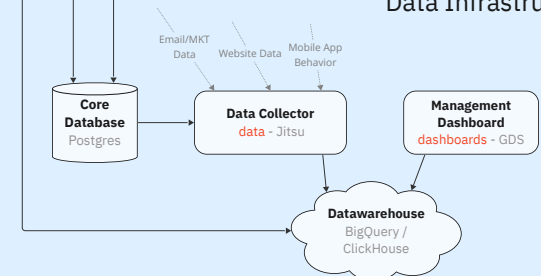 Data Infrastru
Email/MKT
Data
Website Data
Mobile App
Behavior
Core
Database
Postgres
Data Collector
data - Jitsu
Management
Dashboard
dashboards - GDS
Datawarehouse
BigQuery /
ClickHouse